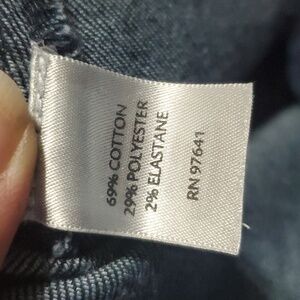 69% COTTON
29% POLYESTER
2% ELASTANE
RN 97641